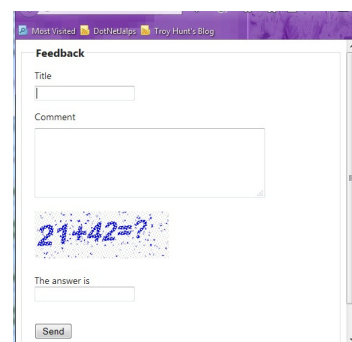 Most Visited DotNetJalps Troy Hunt's Blog
Feedback
Title
Comment
21+42=?
The answer is
Send